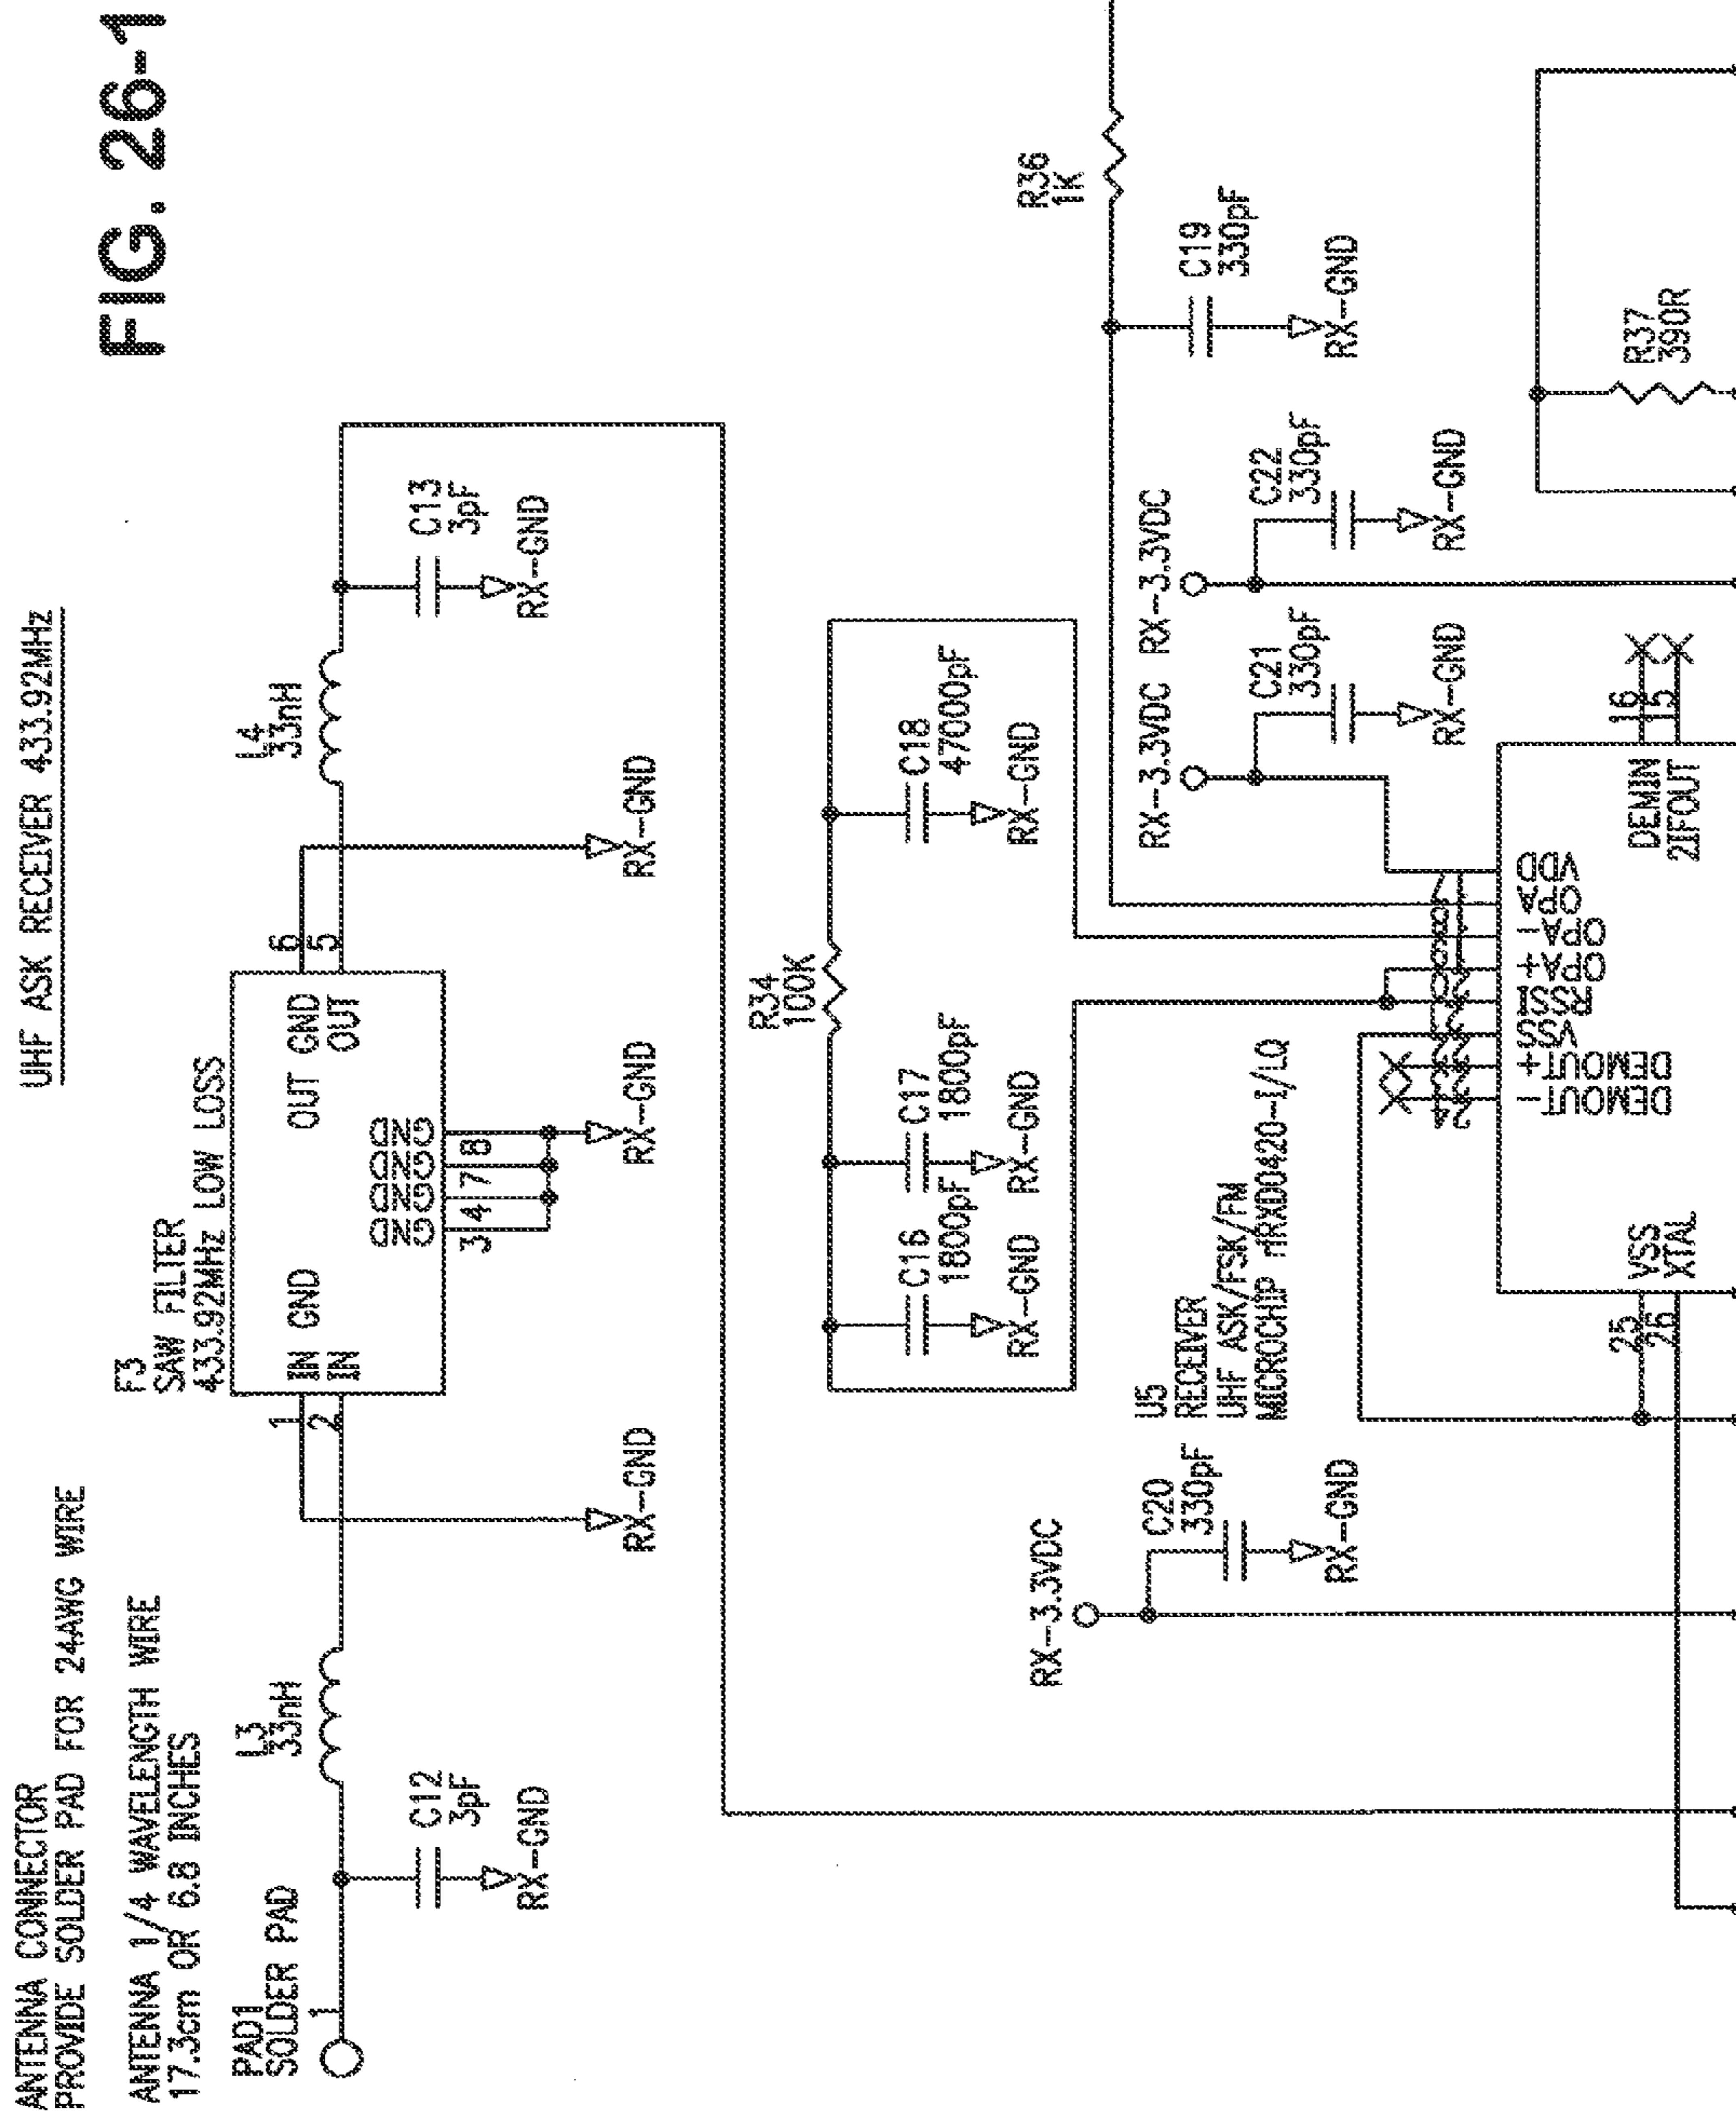 FIG. 26-1
UHF ASK RECEIVER 433.92MHz
ANTENNA CONNECTOR
PROVIDE SOLDER PAD FOR 24AWG WIRE
ANTENNA 1/4 WAVELENGTH WIRE
17.3cm OR 6.8 INCHES
PAD1
SOLDER PAD
1
C12
3pF
RX-GND
L3
33nH
RX-GND
F3
SAW FILTER
433.92MHz LOW LOSS
1
2
IN GND
IN
OUT GND
OUT
GND
GND
GND
GND
3
4
7
8
RX-GND
6
5
RX-GND
L4
33nH
C13
3pF
RX-GND
R34
100K
C16
1800pF
RX-GND
C17
1800pF
RX-GND
C18
47000pF
RX-GND
R36
1K
C19
330pF
RX-GND
RX-3.3VDC
C20
330pF
RX-GND
U5
RECEIVER
UHF ASK/FSK/FM
MICROCHIP rfRXD0420-I/LQ
RX-3.3VDC
C21
330pF
RX-GND
RX-3.3VDC
C22
330pF
RX-GND
R37
390R
25
26
VSS
XTAL
24
DEMOUT-
DEMOUT+
VSS
RSSI
OPA+
OPA-
OPA
VDD
DEMIN
2IFOUT
16
15